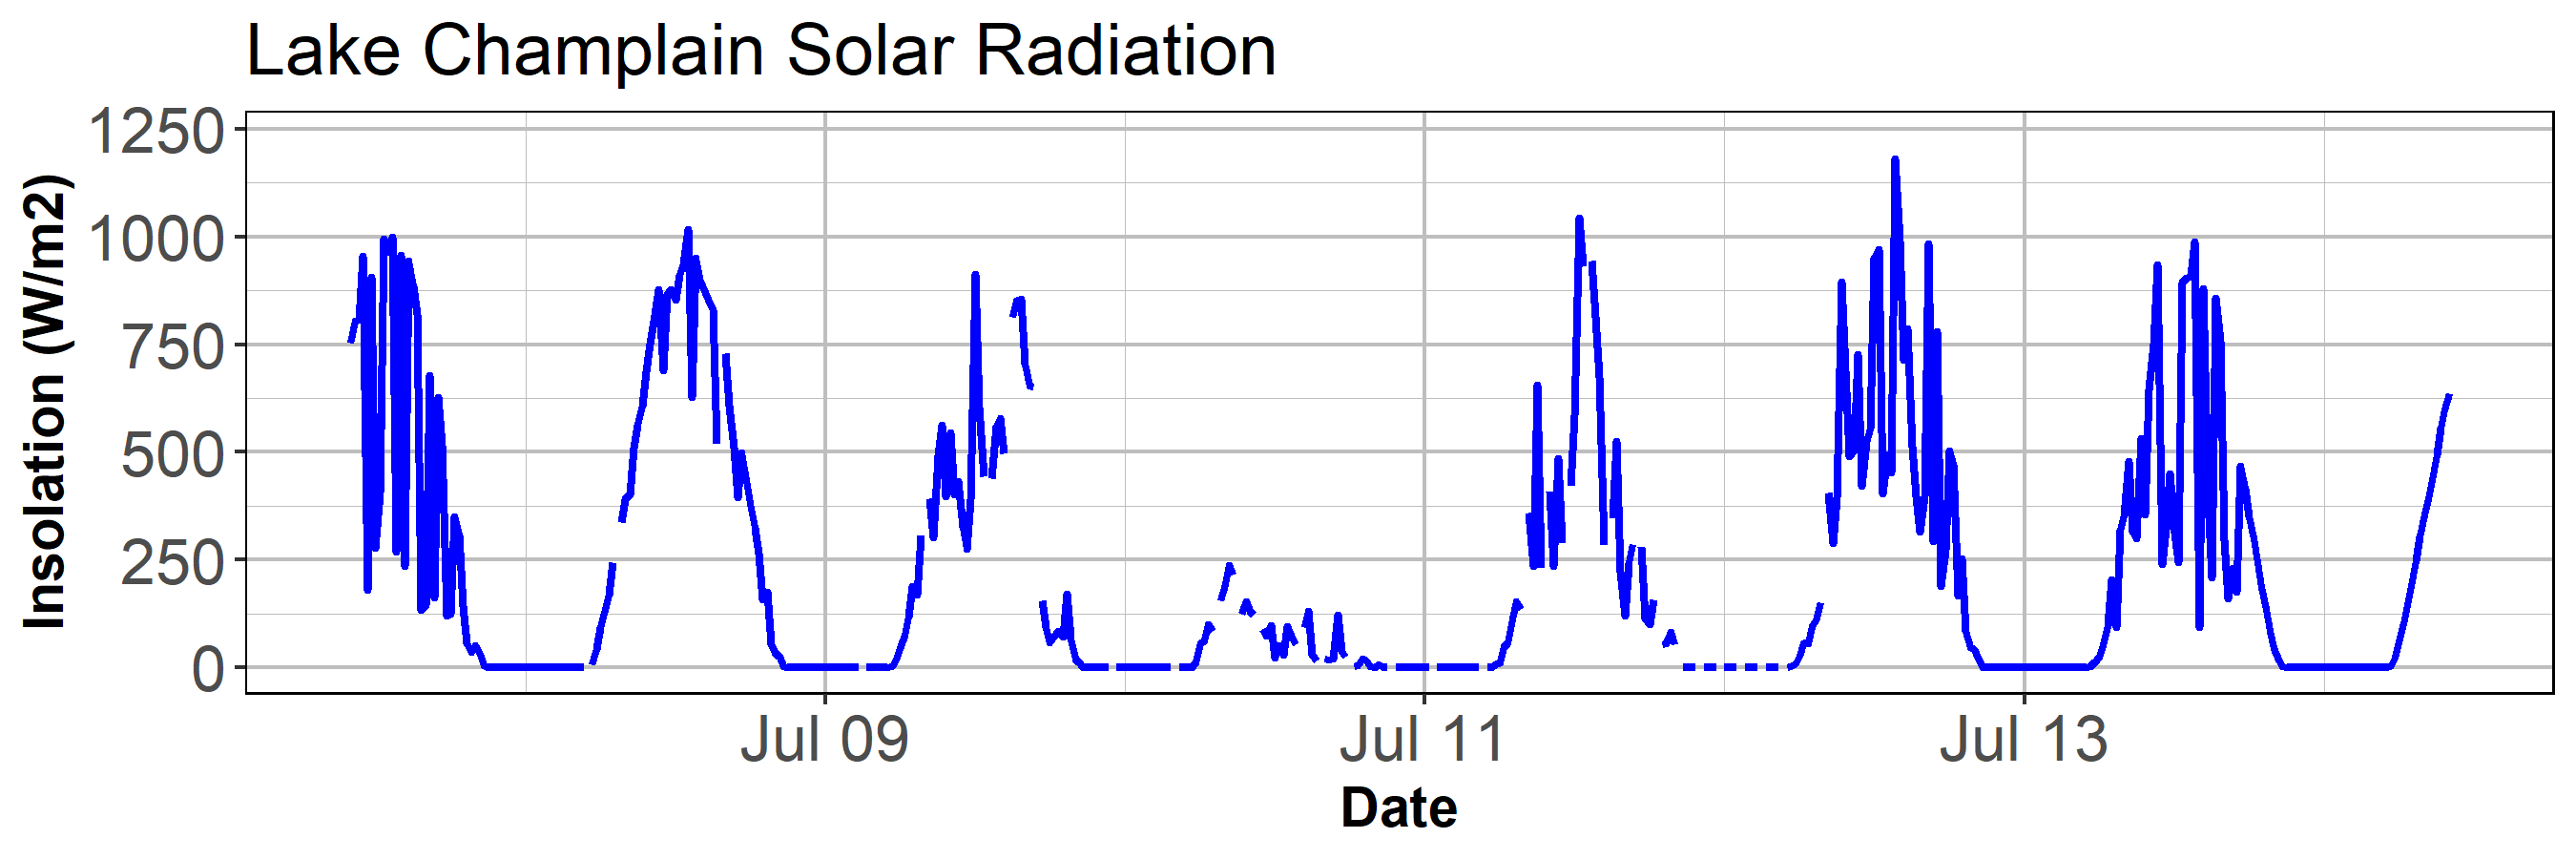 Lake Champlain Solar Radiation
Insolation (W/m2)
1250
1000
750
500
250
0
Jul 09
Jul 11
Jul 13
Date